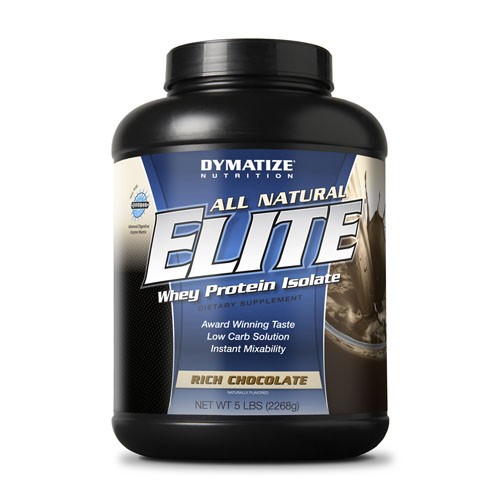 DYMATIZE®
NUTRITION
ALL NATURAL
ELITE
Whey Protein Isolate
DIETARY SUPPLEMENT
Award Winning Taste
Low Carb Solution
Instant Mixability
RICH CHOCOLATE
NATURALLY FLAVORED
NET WT 5 LBS (2268g)